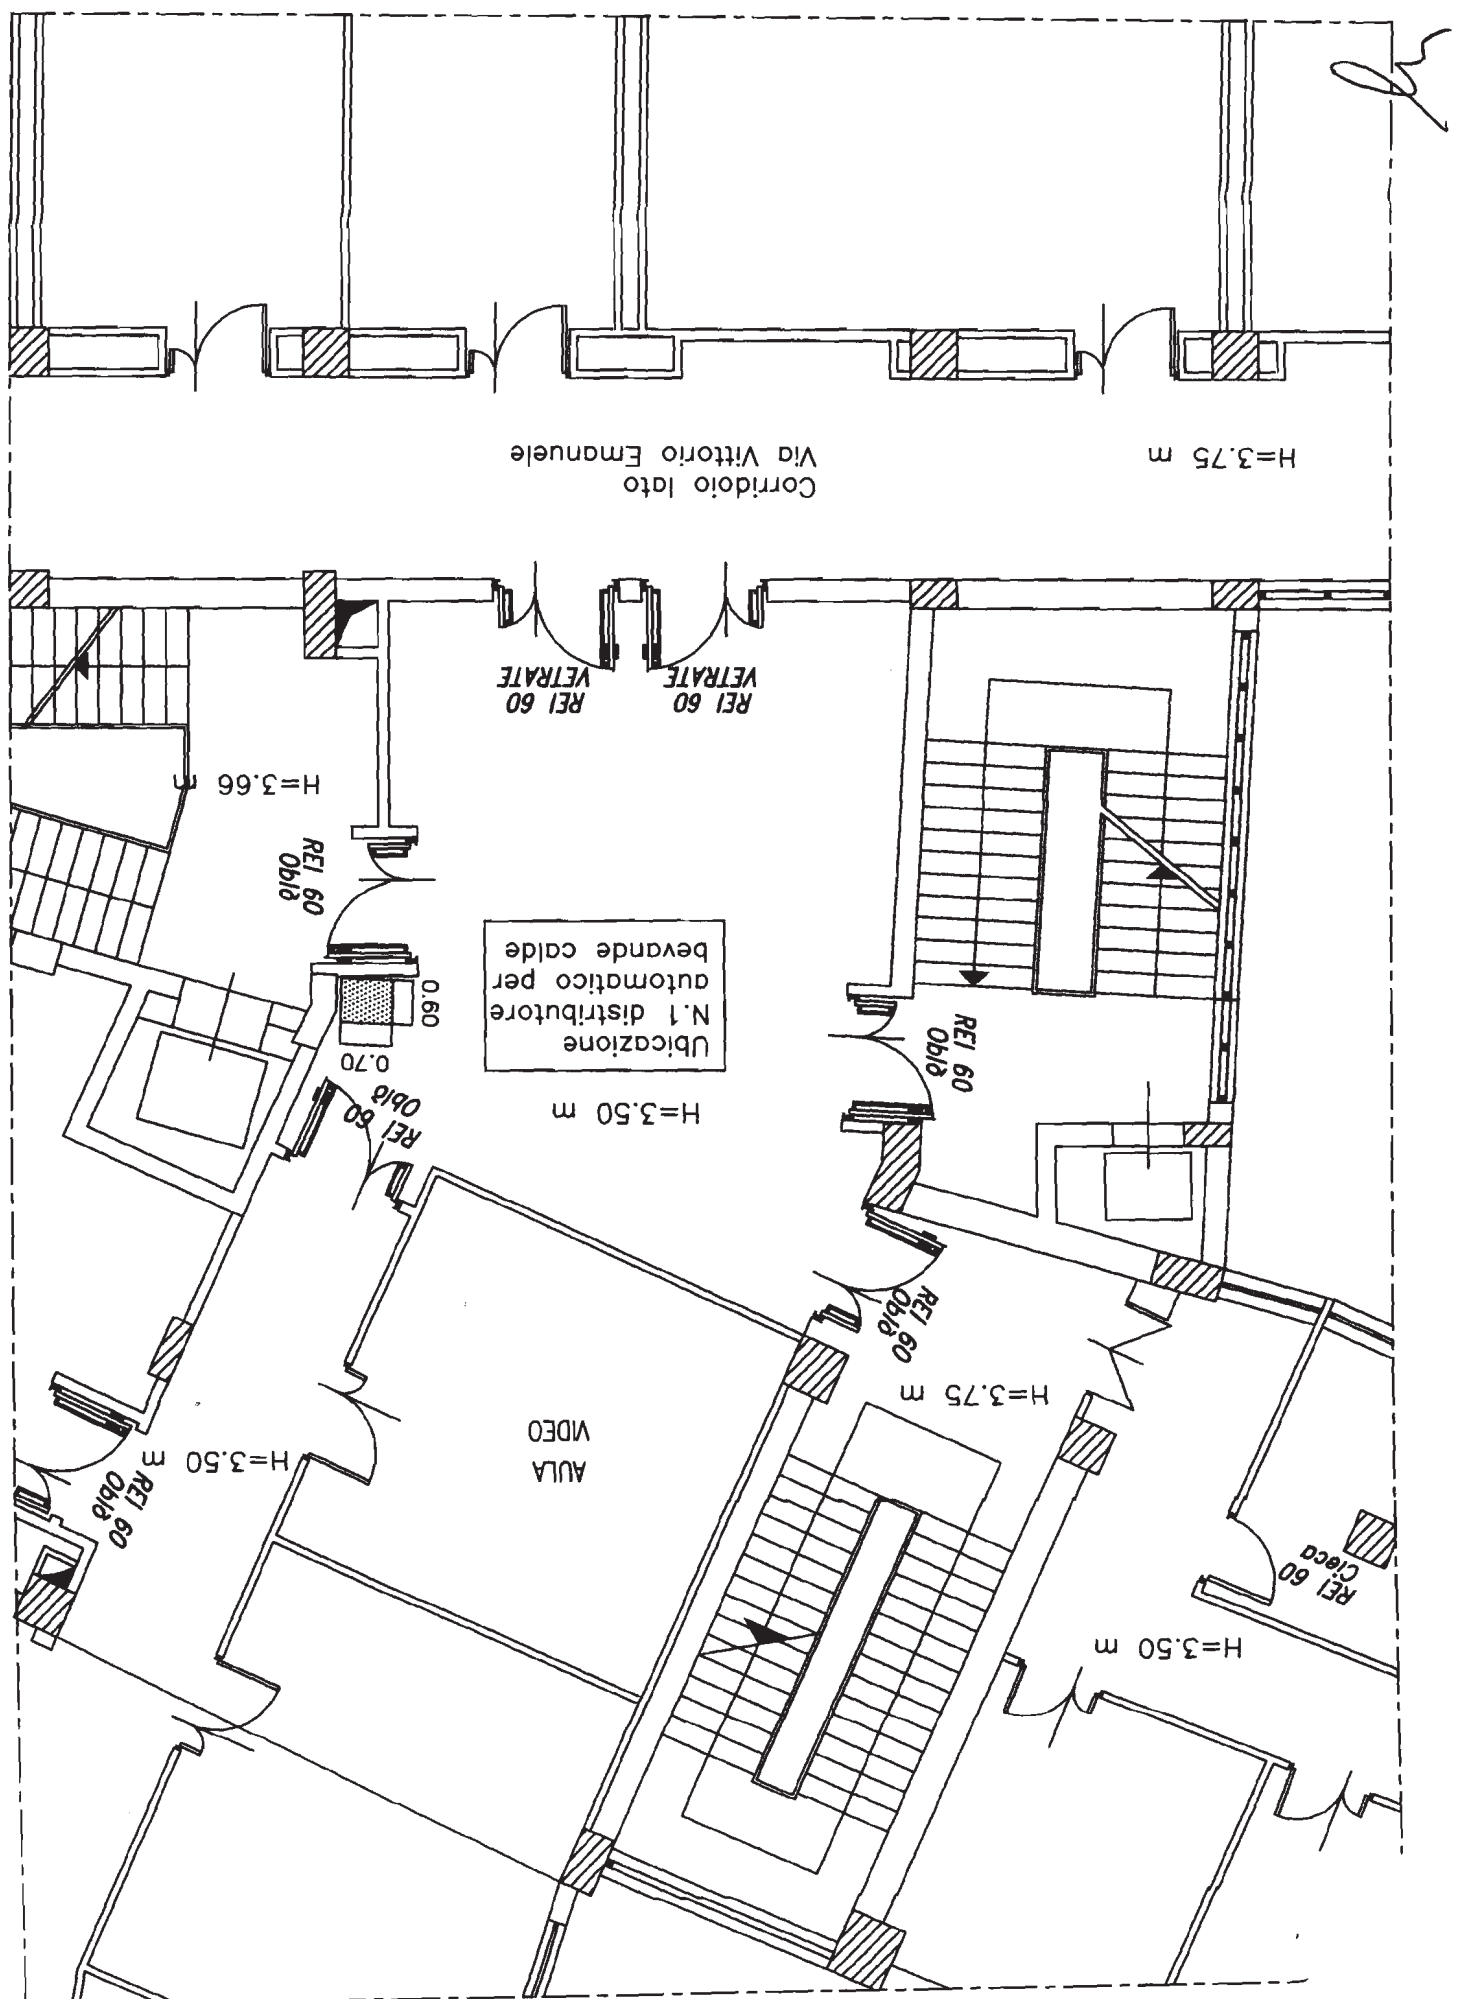 H=3.50 m
REI 60
Cieca
AULA
VIDEO
REI 60
Oblò
H=3.50 m
H=3.75 m
REI 60
Oblò
H=3.50 m
REI 60
Oblò
0.70
Ubicazione
N.1 distributore
automatico per
bevande calde
REI 60
Oblò
0.60
REI 60
Oblò
H=3.66 m
REI 60
VETRATE
REI 60
VETRATE
Corridoio lato
Via Vittorio Emanuele
H=3.75 m